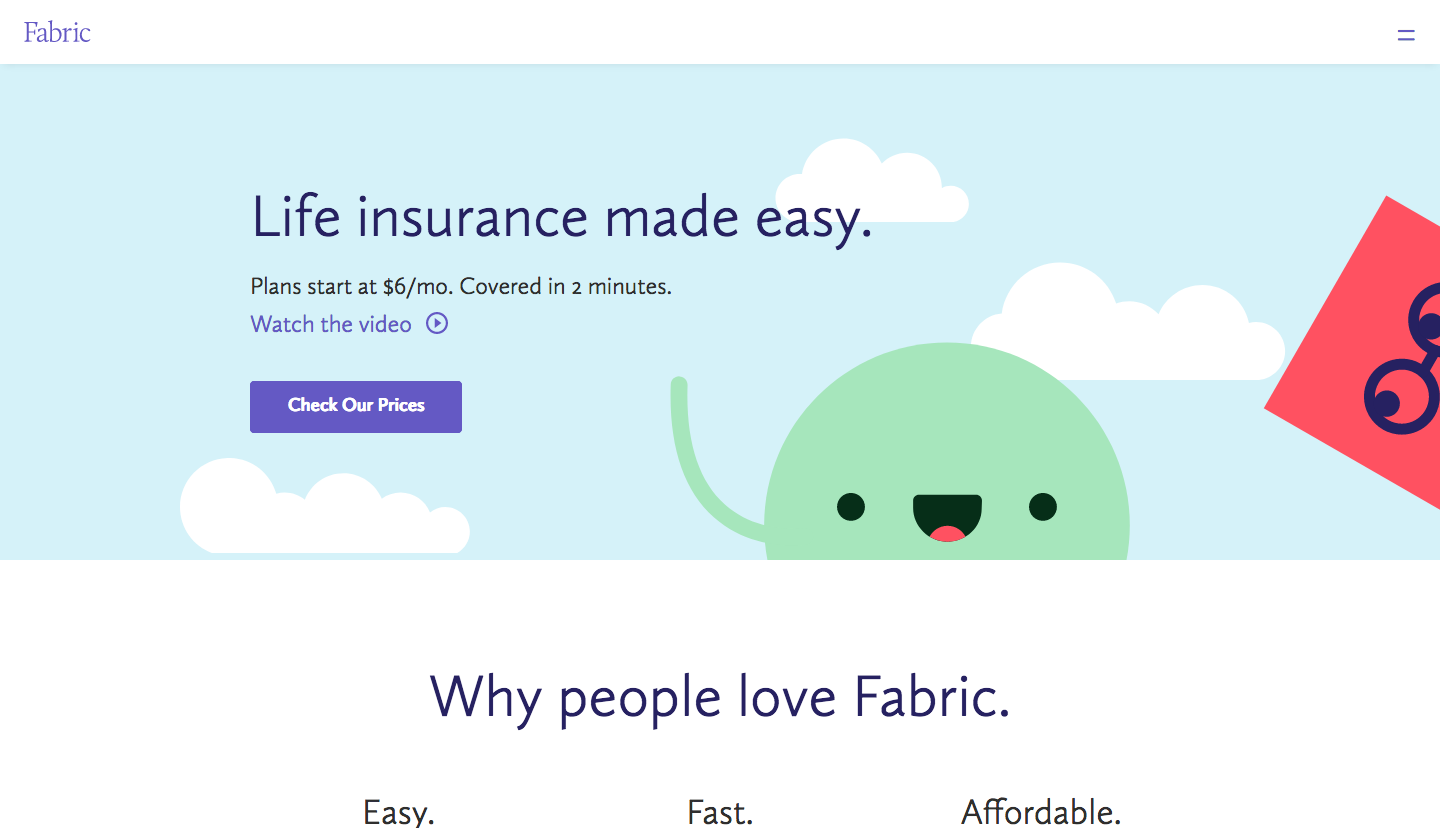 Fabric
Life insurance made easy.
Plans start at $6/mo. Covered in 2 minutes.
Watch the video
Check Our Prices
Why people love Fabric.
Easy.
Fast.
Affordable.